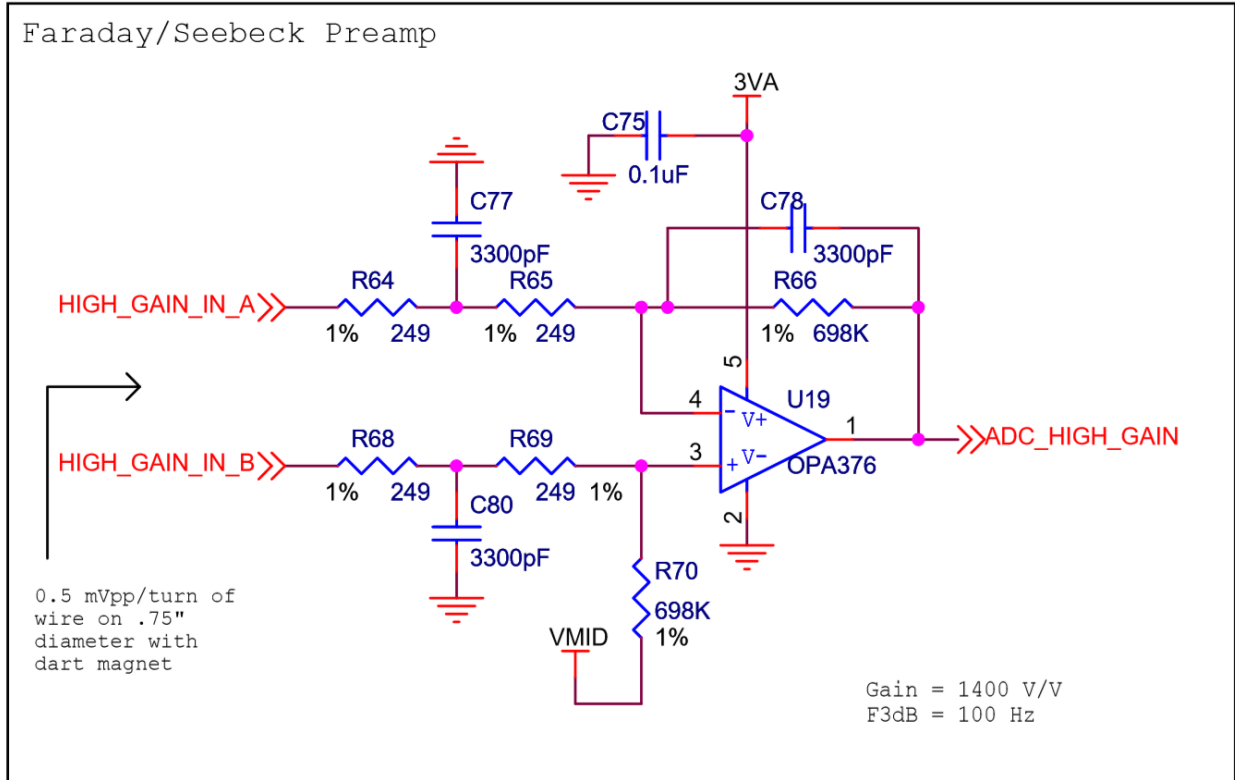 Faraday/Seebeck Preamp
3VA
C75
0.1uF
C77
3300pF
C78
3300pF
R64
R65
R66
HIGH_GAIN_IN_A
1%
249
1%
249
1%
698K
5
4
-
V+
U19
1
ADC_HIGH_GAIN
R68
R69
3
+
V-
OPA376
HIGH_GAIN_IN_B
1%
249
249
1%
2
C80
3300pF
R70
698K
1%
VMID
0.5 mVpp/turn of
wire on .75"
diameter with
dart magnet
Gain = 1400 V/V
F3dB = 100 Hz